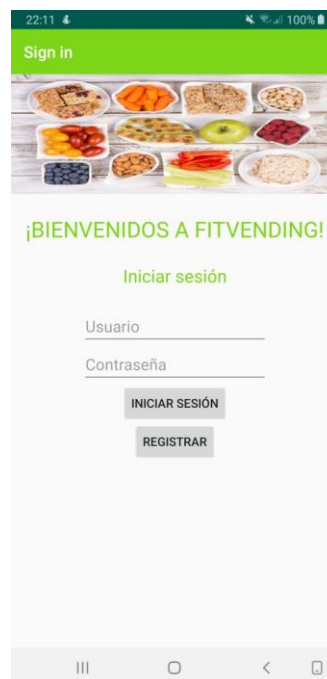 22:11 100%
Sign in
¡BIENVENIDOS A FITVENDING!
Iniciar sesión
Usuario
Contraseña
INICIAR SESIÓN
REGISTRAR